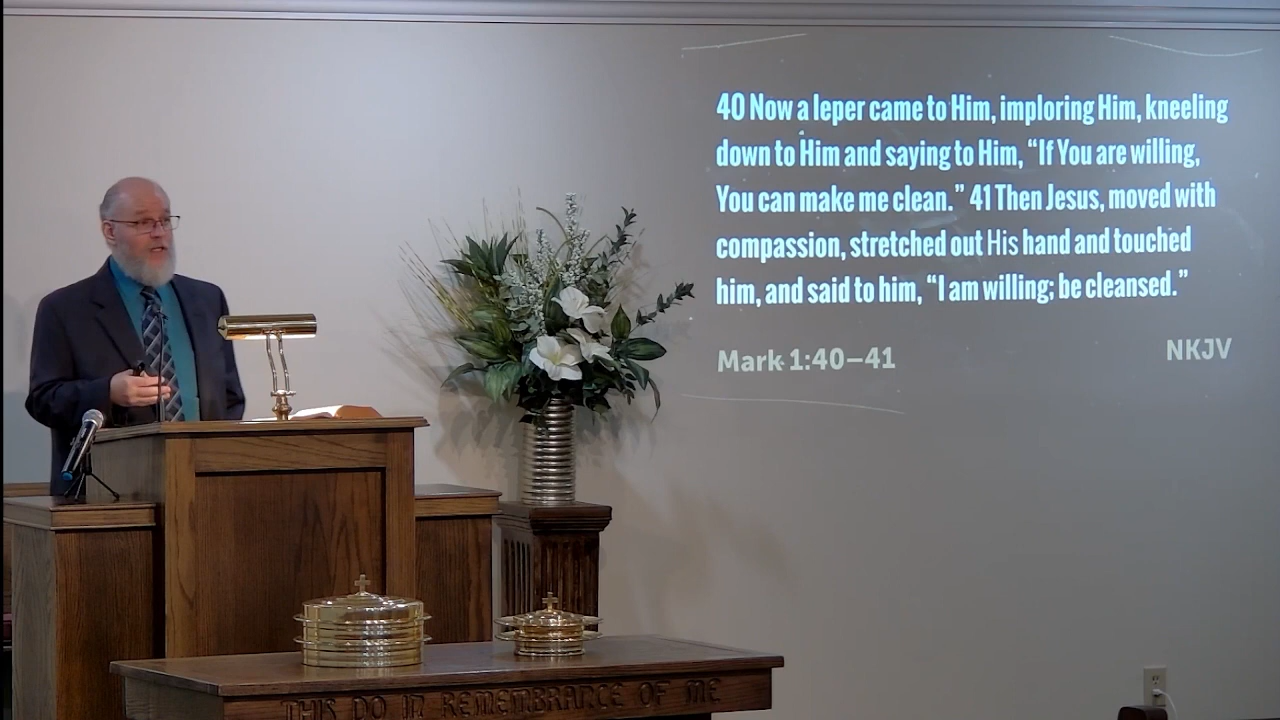 40 Now a leper came to Him, imploring Him, kneeling
down to Him and saying to Him, “If You are willing,
You can make me clean.” 41 Then Jesus, moved with
compassion, stretched out His hand and touched
him, and said to him, “I am willing; be cleansed.”
Mark 1:40–41
NKJV
THIS DO IN REMEMBRANCE OF ME